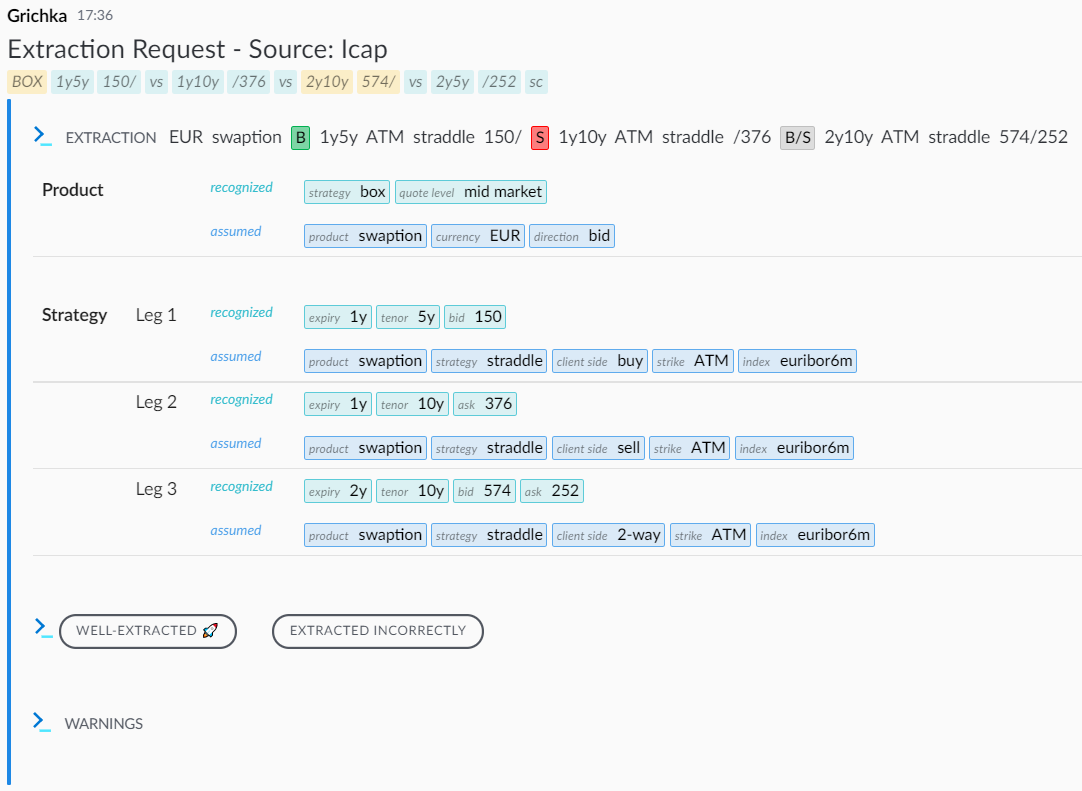 Grichka 17:36
Extraction Request - Source: Icap
BOX 1y5y 150/ vs 1y10y /376 vs 2y10y 574/ vs 2y5y /252 sc
EXTRACTION EUR swaption B 1y5y ATM straddle 150/ S 1y10y ATM straddle /376 B/S 2y10y ATM straddle 574/252
Product recognized strategy box quote level mid market
assumed product swaption currency EUR direction bid
Strategy Leg 1 recognized expiry 1y tenor 5y bid 150
assumed product swaption strategy straddle client side buy strike ATM index euribor6m
Leg 2 recognized expiry 1y tenor 10y ask 376
assumed product swaption strategy straddle client side sell strike ATM index euribor6m
Leg 3 recognized expiry 2y tenor 10y bid 574 ask 252
assumed product swaption strategy straddle client side 2-way strike ATM index euribor6m
WELL-EXTRACTED 🚀 EXTRACTED INCORRECTLY
WARNINGS